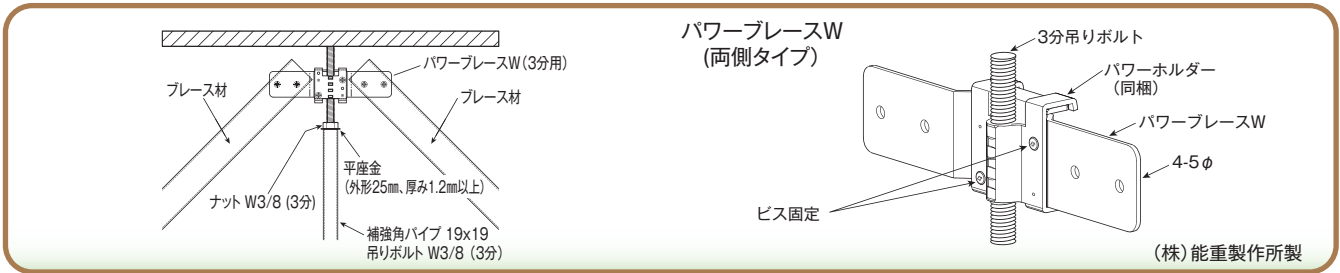 パワーブレースW（3分用）
ブレース材
ブレース材
平座金
（外形25㎜、厚み1.2㎜以上）
ナット W3/8 (3分)
補強角パイプ 19x19
吊りボルト W3/8（3分）
パワーブレースW
(両側タイプ)
3分吊りボルト
パワーホルダー
（同梱）
パワーブレースW
4-5φ
ビス固定
（株）能重製作所製